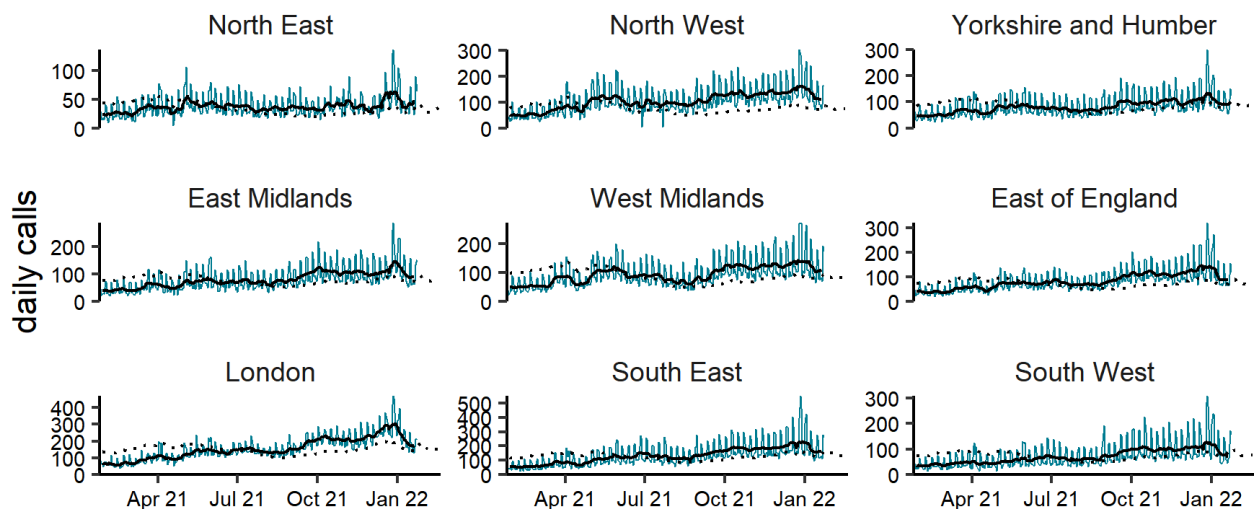 North East
North West
Yorkshire and Humber
100
50
0
300
200
100
0
300
200
100
0
daily calls
East Midlands
West Midlands
East of England
200
100
0
200
100
0
300
200
100
0
London
South East
South West
400
300
200
100
0
500
400
300
200
100
0
300
200
100
0
Apr 21 Jul 21 Oct 21 Jan 22
Apr 21 Jul 21 Oct 21 Jan 22
Apr 21 Jul 21 Oct 21 Jan 22